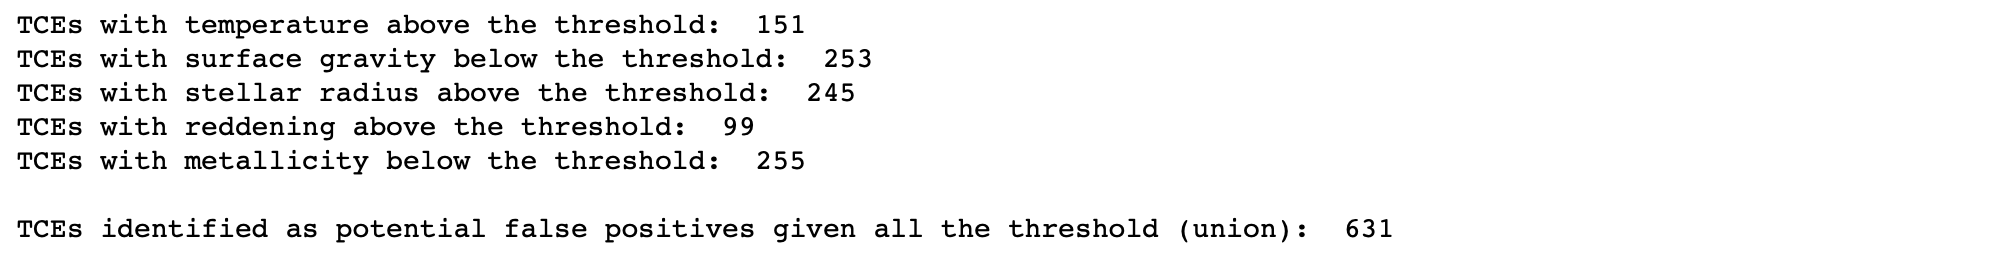 TCEs with temperature above the threshold:  151
TCEs with surface gravity below the threshold:  253
TCEs with stellar radius above the threshold:  245
TCEs with reddening above the threshold:  99
TCEs with metallicity below the threshold:  255
TCEs identified as potential false positives given all the threshold (union):  631